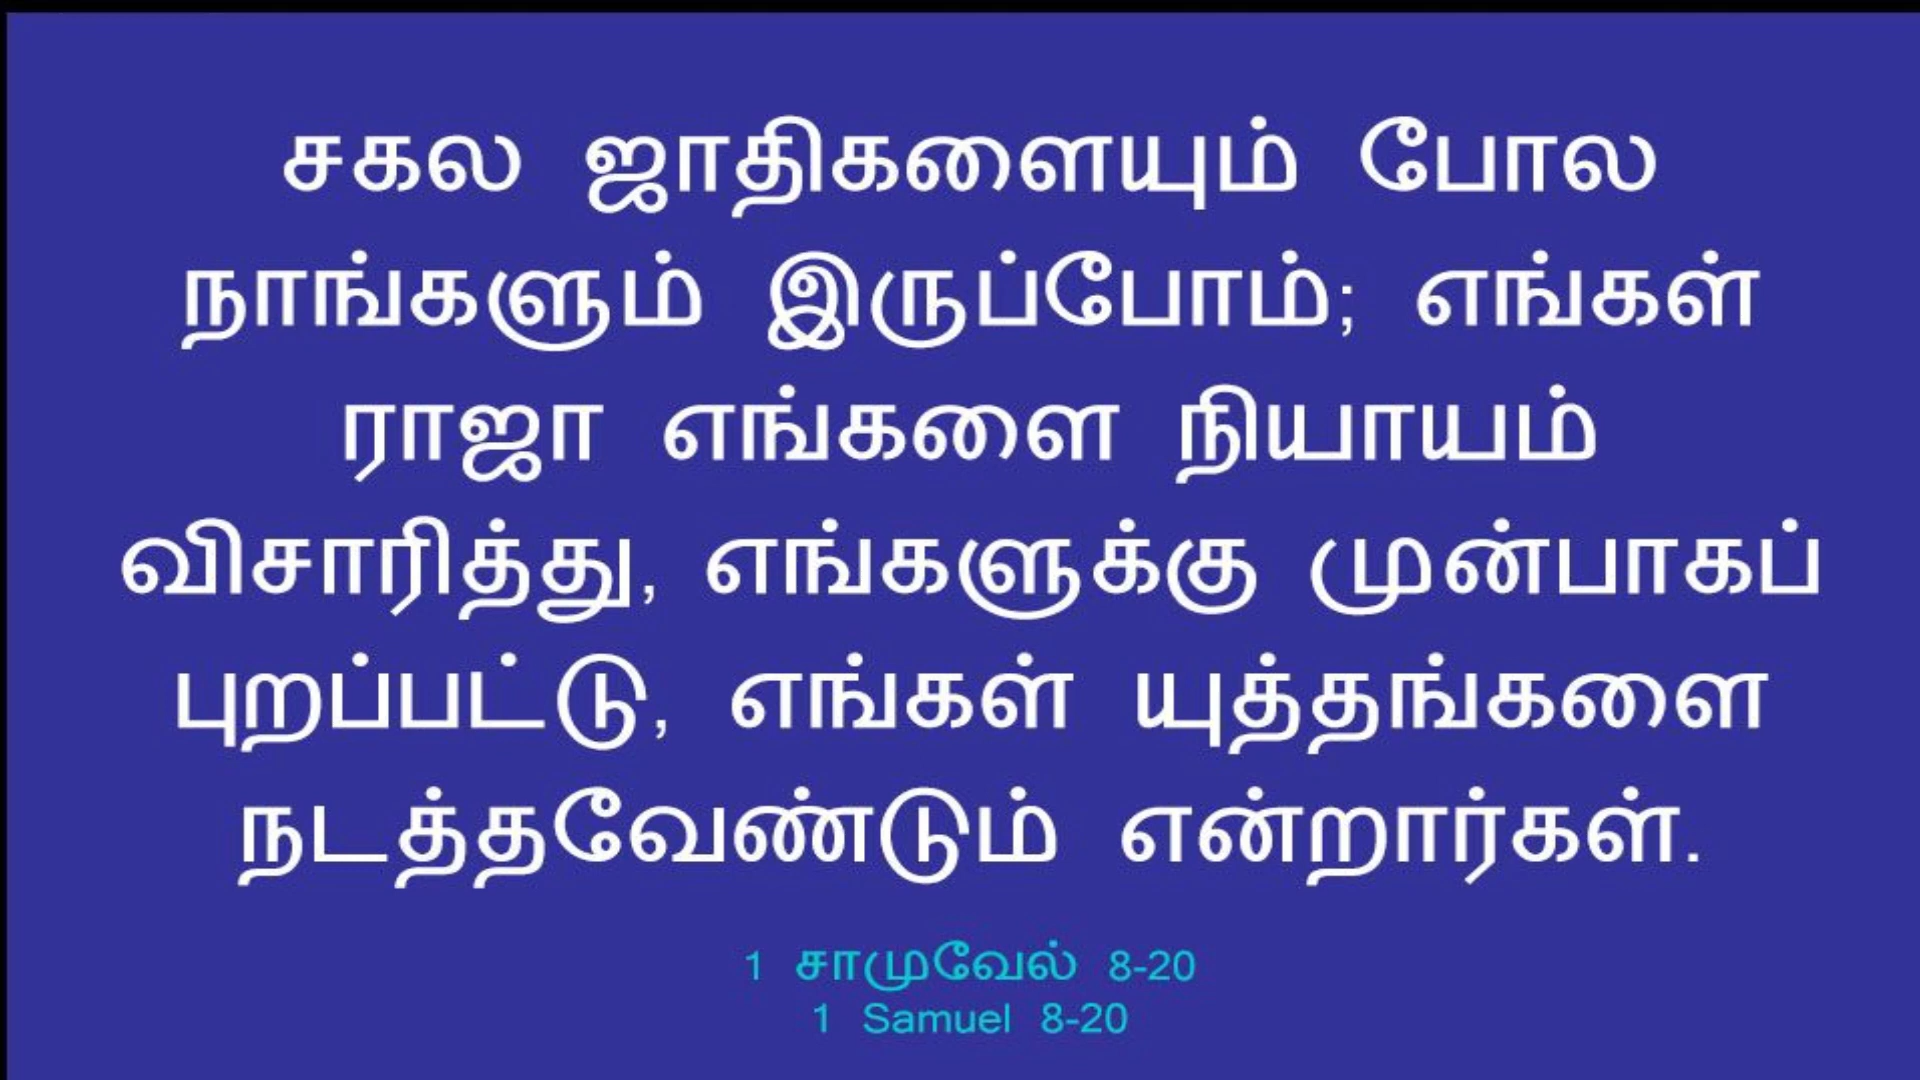 சகல ஜாதிகளையும் போல
நாங்களும் இருப்போம்; எங்கள்
ராஜா எங்களை நியாயம்
விசாரித்து, எங்களுக்கு முன்பாகப்
புறப்பட்டு, எங்கள் யுத்தங்களை
நடத்தவேண்டும் என்றார்கள்.
1 சாமுவேல் 8-20
1 Samuel 8-20